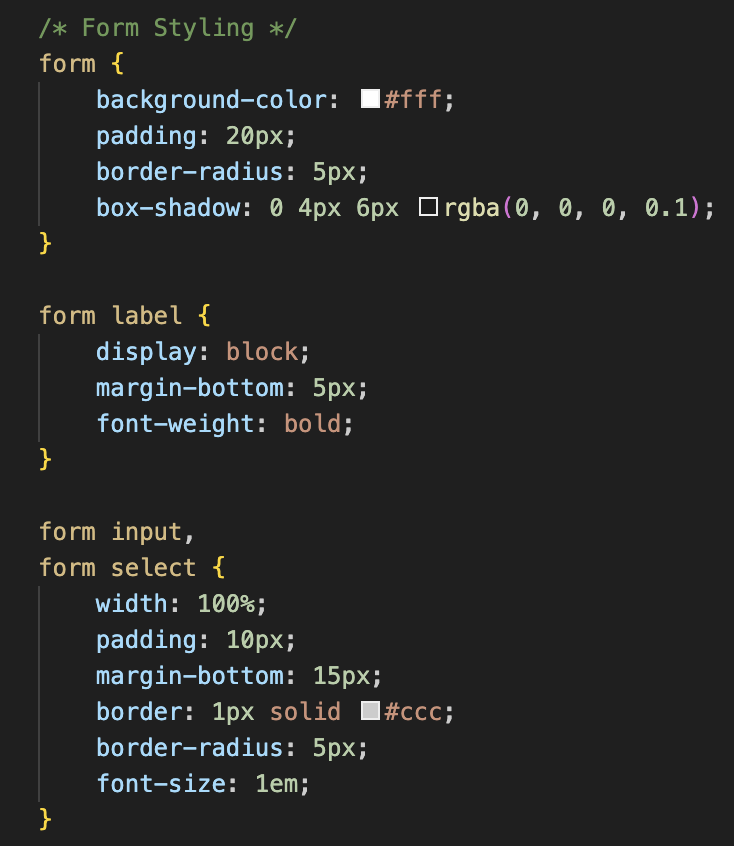 /* Form Styling */
form {
    background-color: #fff;
    padding: 20px;
    border-radius: 5px;
    box-shadow: 0 4px 6px rgba(0, 0, 0, 0.1);
}

form label {
    display: block;
    margin-bottom: 5px;
    font-weight: bold;
}

form input,
form select {
    width: 100%;
    padding: 10px;
    margin-bottom: 15px;
    border: 1px solid #ccc;
    border-radius: 5px;
    font-size: 1em;
}